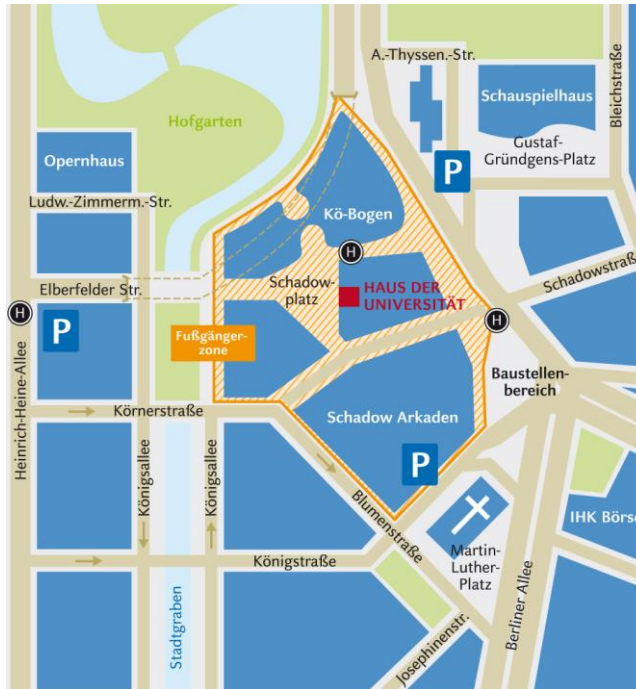 A.-Thyssen.-Str.
Bleichstraße
Schauspielhaus
Hofgarten
Gustaf-
Gründgens-Platz
Opernhaus
P
Ludw.-Zimmerm.-Str.
Kö-Bogen
H
Schadow-
platz
HAUS DER
UNIVERSITÄT
Schadowstraß
Elberfelder Str.
H
P
Fußgänger-
zone
H
Baustellen-
bereich
Heinrich-Heine-Allee
Körnerstraße
Schadow Arkaden
P
Königsallee
Königsallee
Blumenstraße
IHK Börse
Königstraße
Martin-
Luther-
Platz
Berliner Allee
Stadtgraben
Josephinenstr.